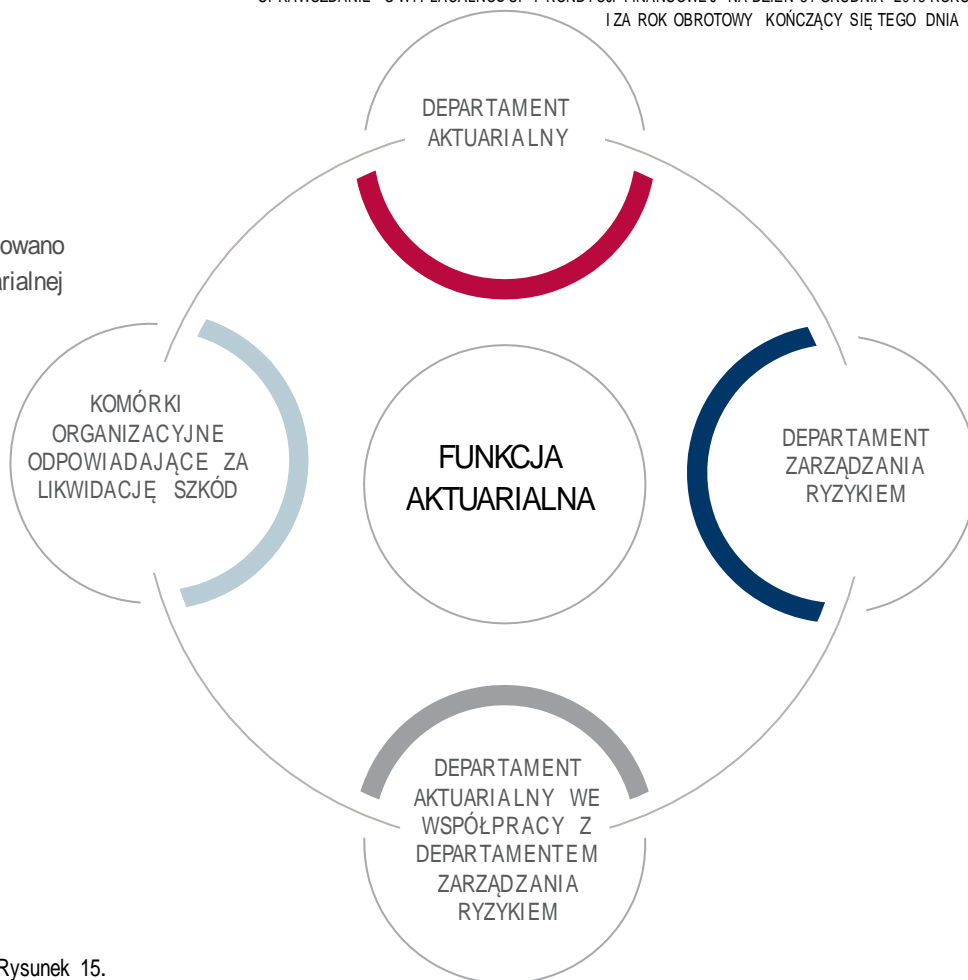 I ZA ROK OBROTOWY KOŃCZĄCY SIĘ TEGO DNIA
DEPARTAMENT
AKTUARIALNY
KOMÓRKI
ORGANIZACYJNE
ODPOWIADAJĄCE ZA
LIKWIDACJĘ SZKÓD
FUNKCJA
AKTUARIALNA
DEPARTAMENT
ZARZĄDZANIA
RYZYKIEM
DEPARTAMENT
AKTUARIALNY WE
WSPÓŁPRACY Z
DEPARTAMENTEM
ZARZĄDZANIA
RYZYKIEM
Rysunek 15.